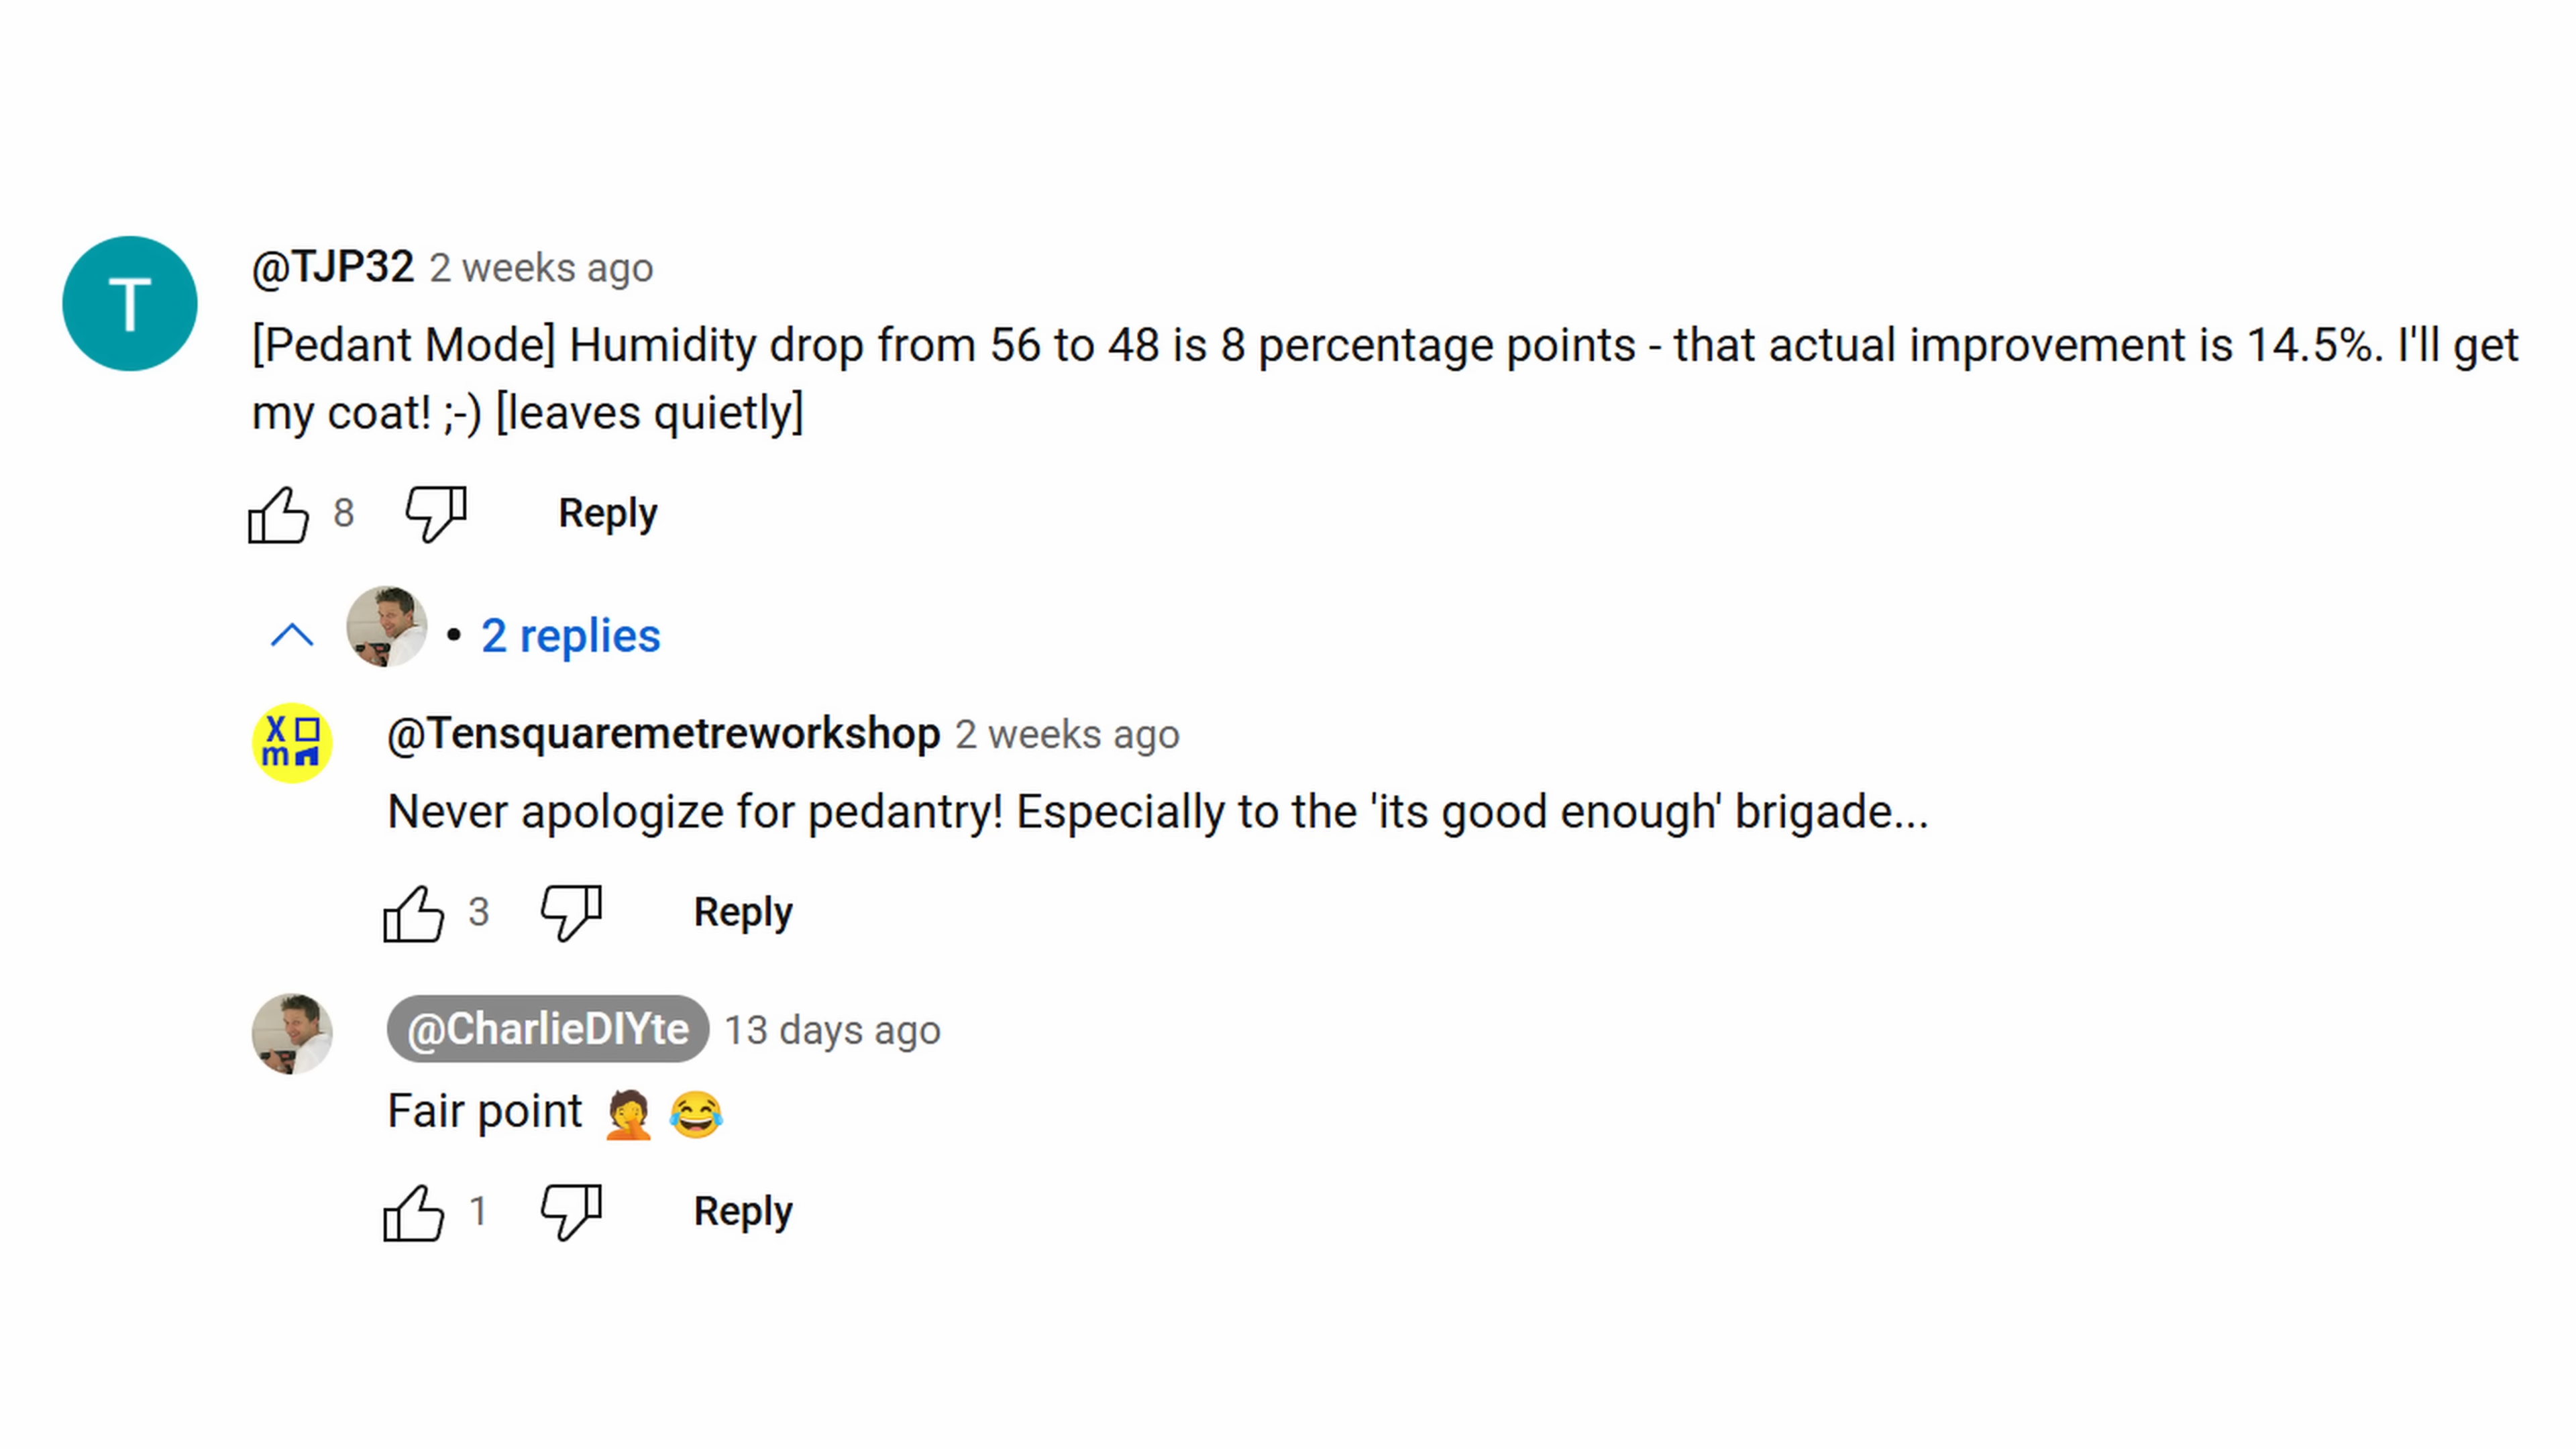 T
@TJP32 2 weeks ago
[Pedant Mode] Humidity drop from 56 to 48 is 8 percentage points - that actual improvement is 14.5%. I'll get
my coat! ;-) [leaves quietly]
8 Reply
• 2 replies
X
m
@Tensquaremetreworkshop 2 weeks ago
Never apologize for pedantry! Especially to the 'its good enough' brigade...
3 Reply
@CharlieDIYte 13 days ago
Fair point 🤦 😂
1 Reply